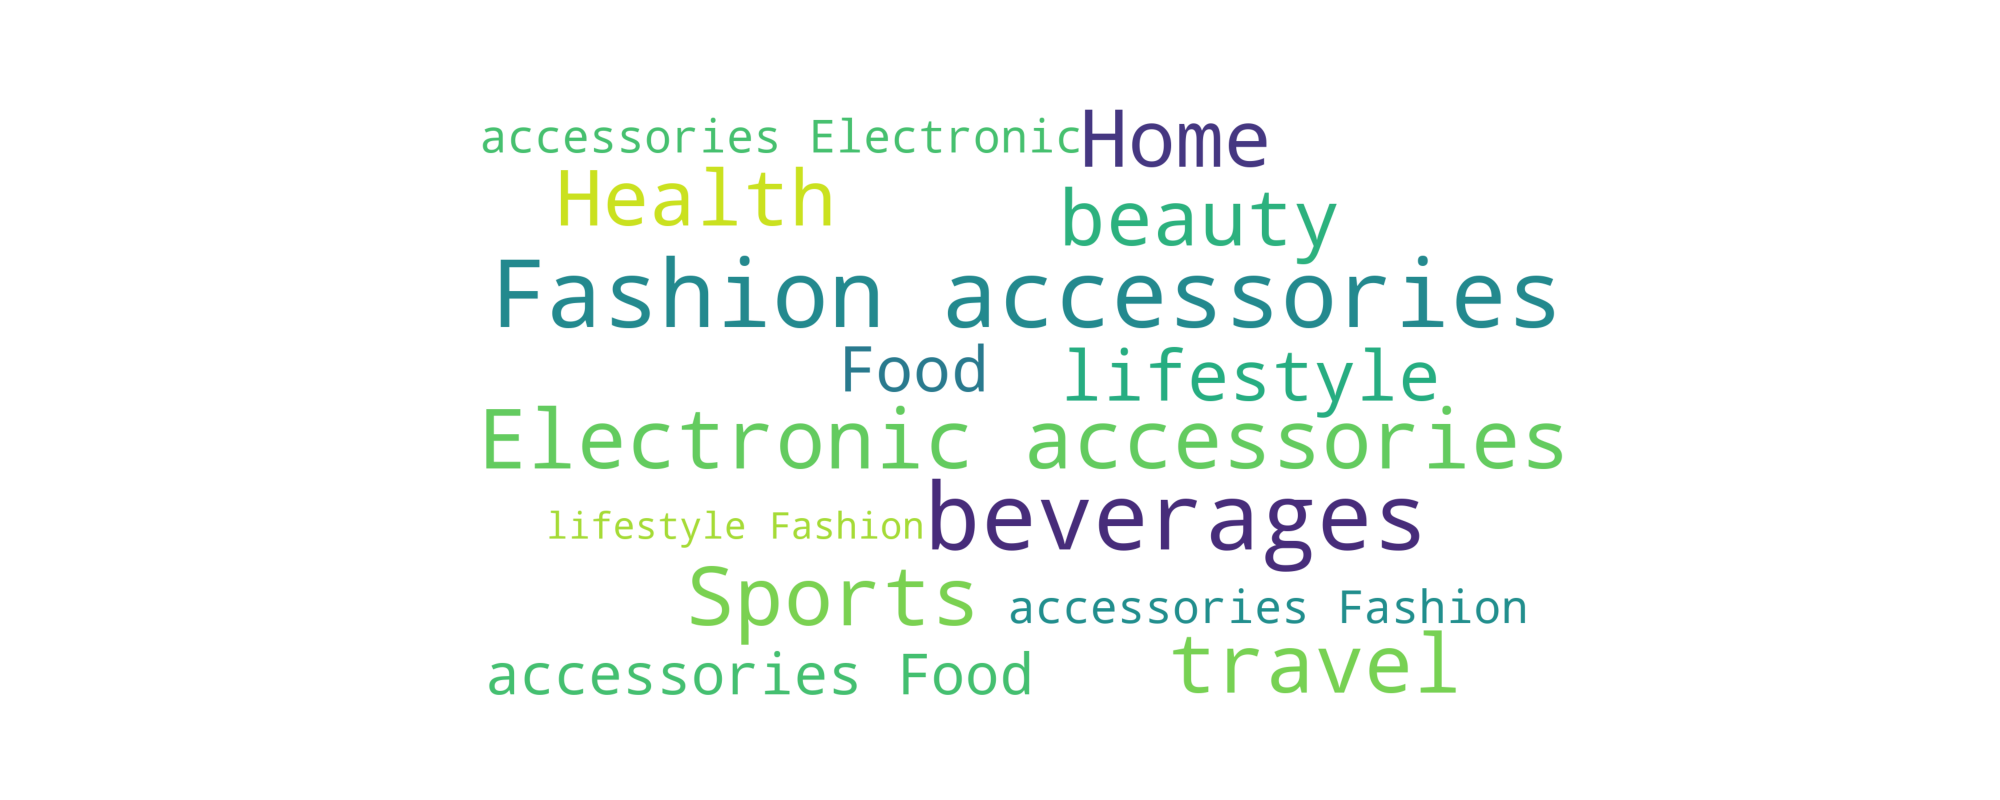 accessories Electronic
Home
Health
beauty
Fashion accessories
Food
lifestyle
Electronic accessories
lifestyle Fashion
beverages
Sports
accessories Fashion
accessories Food
travel